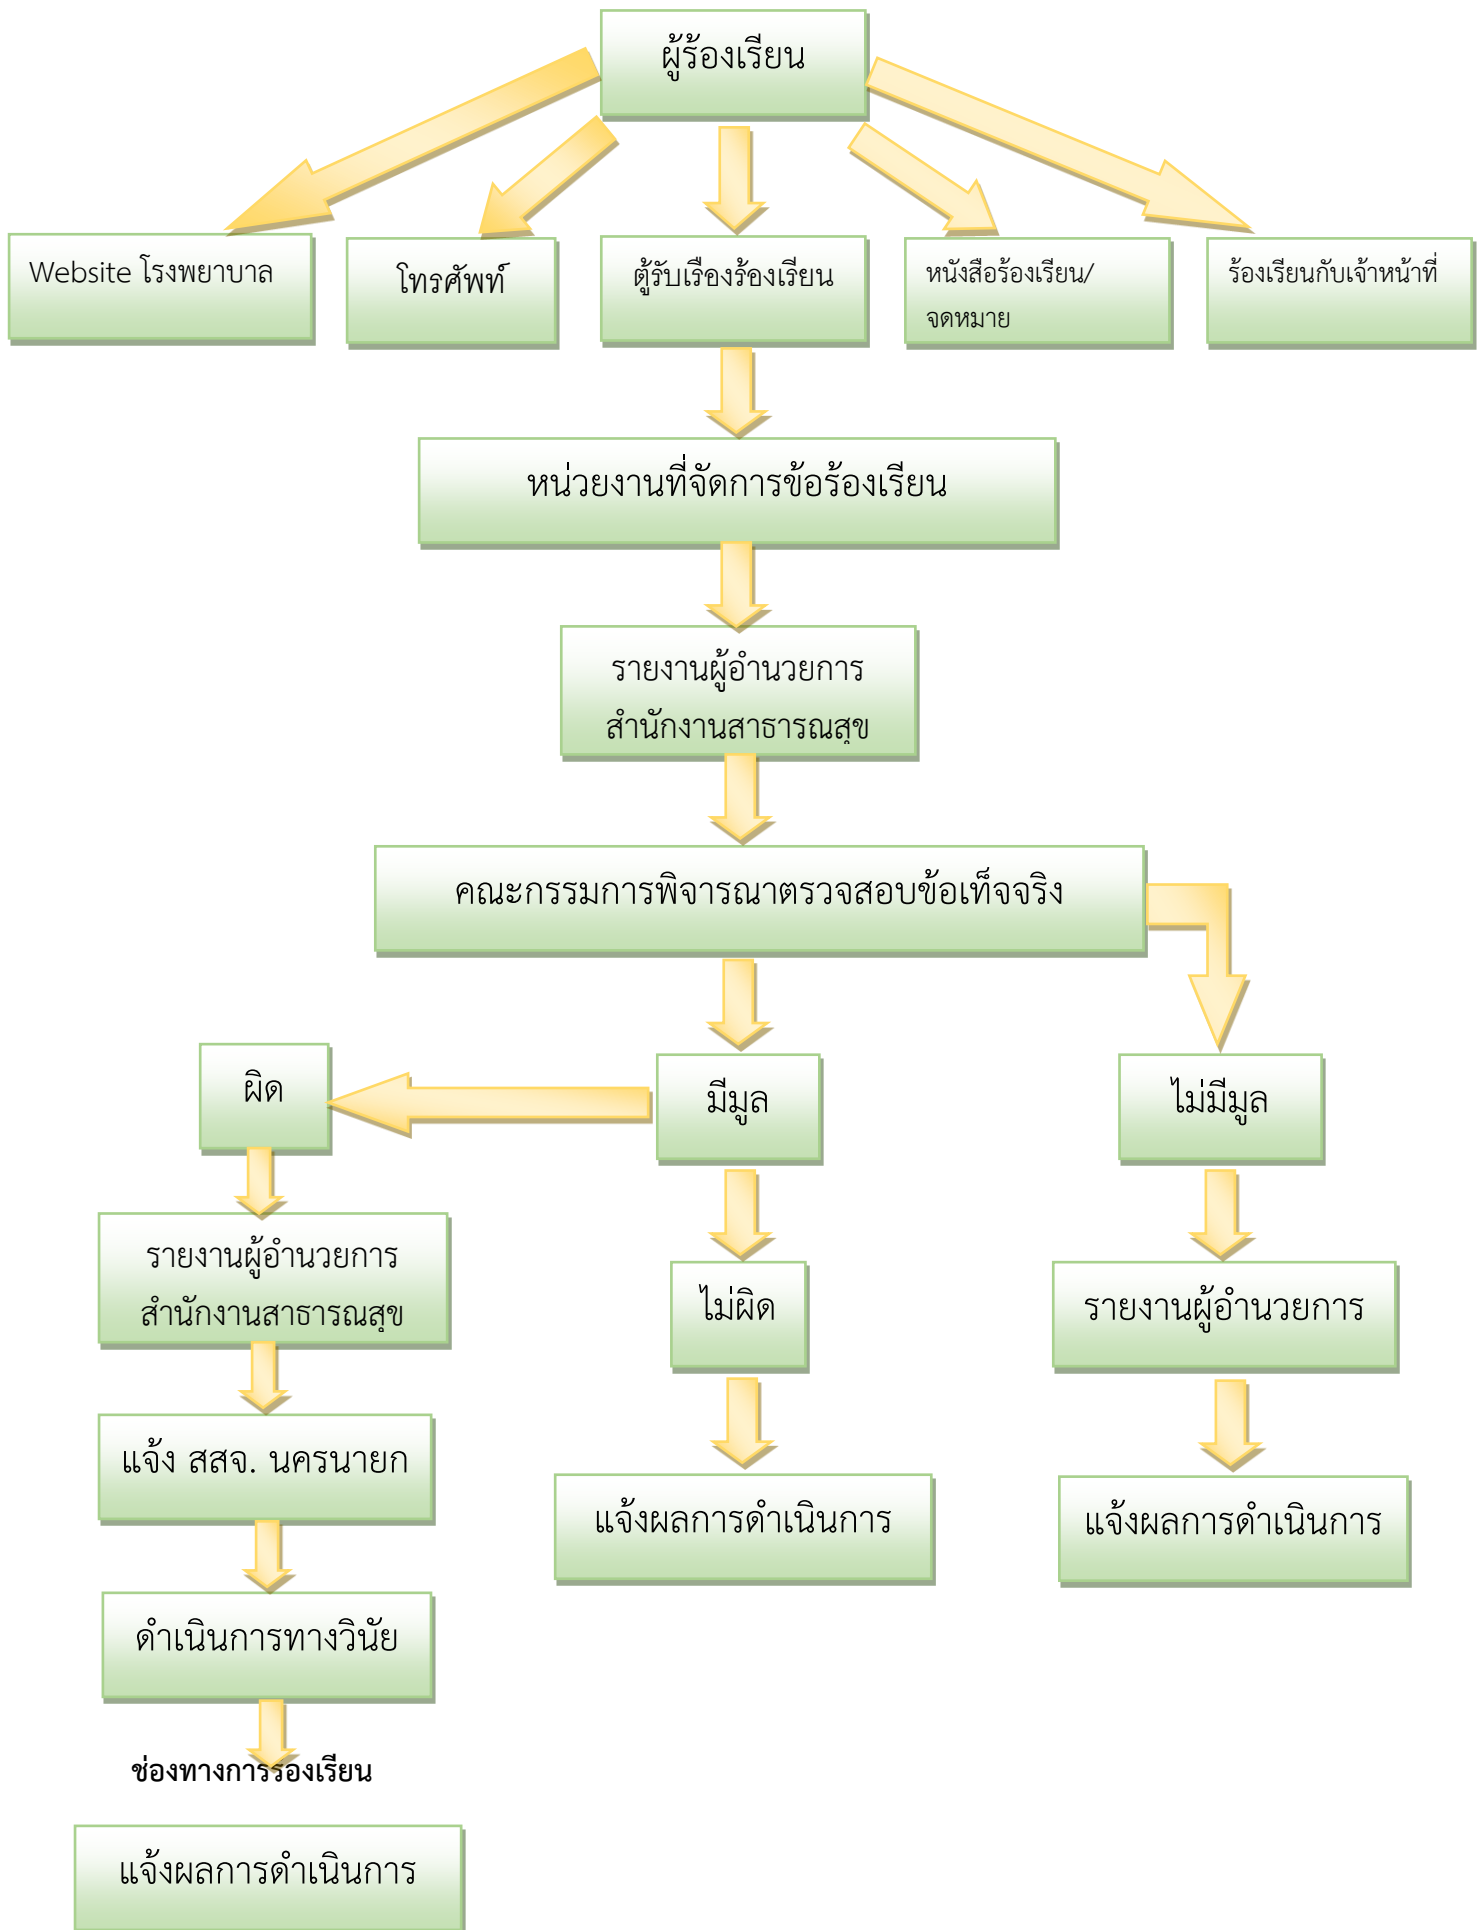 ผู้ร้องเรียน
Website โรงพยาบาล
โทรศัพท์
ตู้รับเรื่องร้องเรียน
หนังสือร้องเรียน/
จดหมาย
ร้องเรียนกับเจ้าหน้าที่
หน่วยงานที่จัดการข้อร้องเรียน
รายงานผู้อำนวยการ
สำนักงานสาธารณสุข
คณะกรรมการพิจารณาตรวจสอบข้อเท็จจริง
ผิด
มีมูล
ไม่มีมูล
รายงานผู้อำนวยการ
สำนักงานสาธารณสุข
ไม่ผิด
รายงานผู้อำนวยการ
แจ้ง สสจ. นครนายก
แจ้งผลการดำเนินการ
แจ้งผลการดำเนินการ
ดำเนินการทางวินัย
ช่องทางการร้องเรียน
แจ้งผลการดำเนินการ